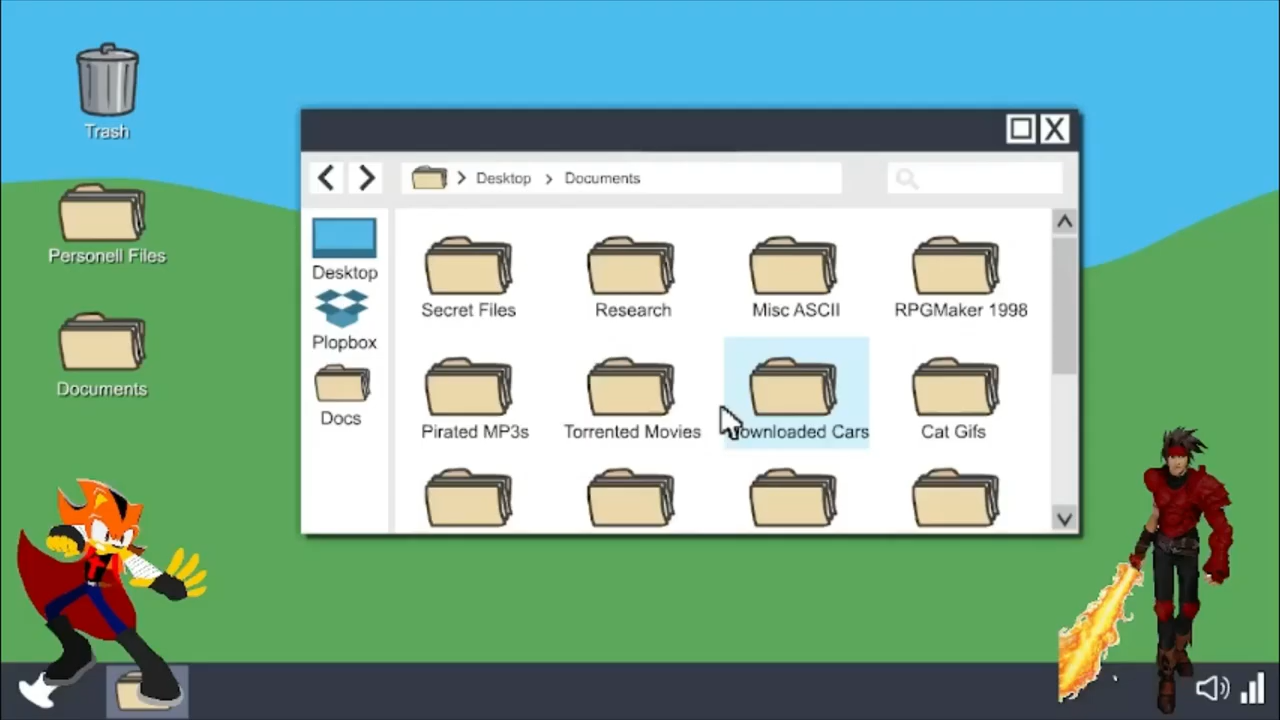 Trash
Personell Files
Documents
Desktop
Documents
Desktop
Plopbox
Docs
Secret Files
Research
Misc ASCII
RPGMaker 1998
Pirated MP3s
Torrented Movies
ownloaded Cars
Cat Gifs